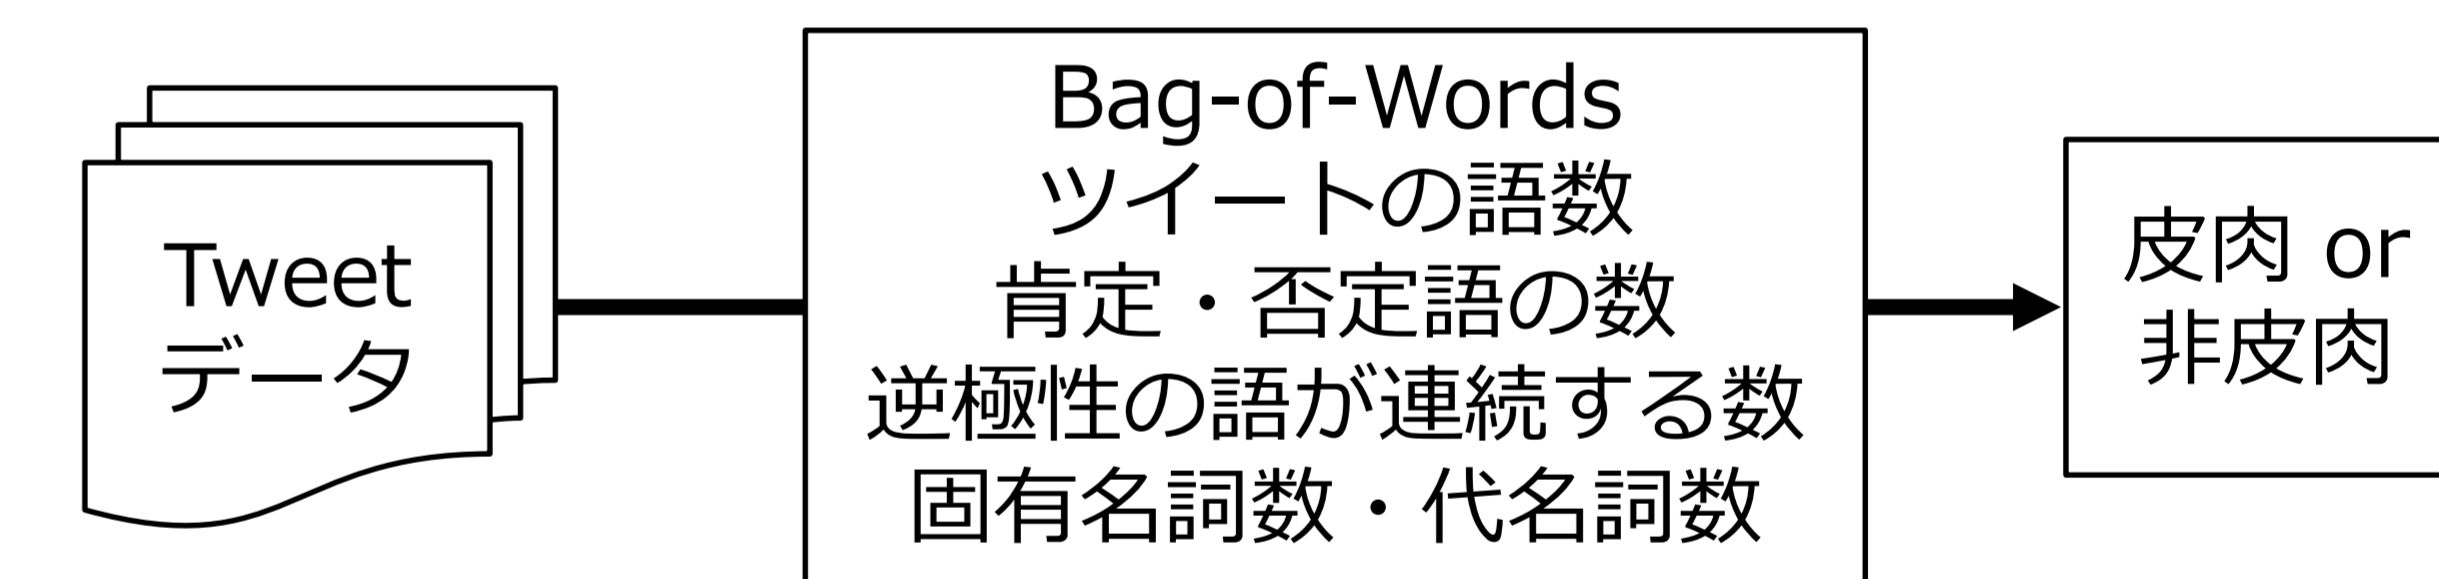 Tweet
データ
Bag-of-Words
ツイートの語数
肯定・否定語の数
逆極性の語が連続する数
固有名詞数・代名詞数
皮肉 or
非皮肉